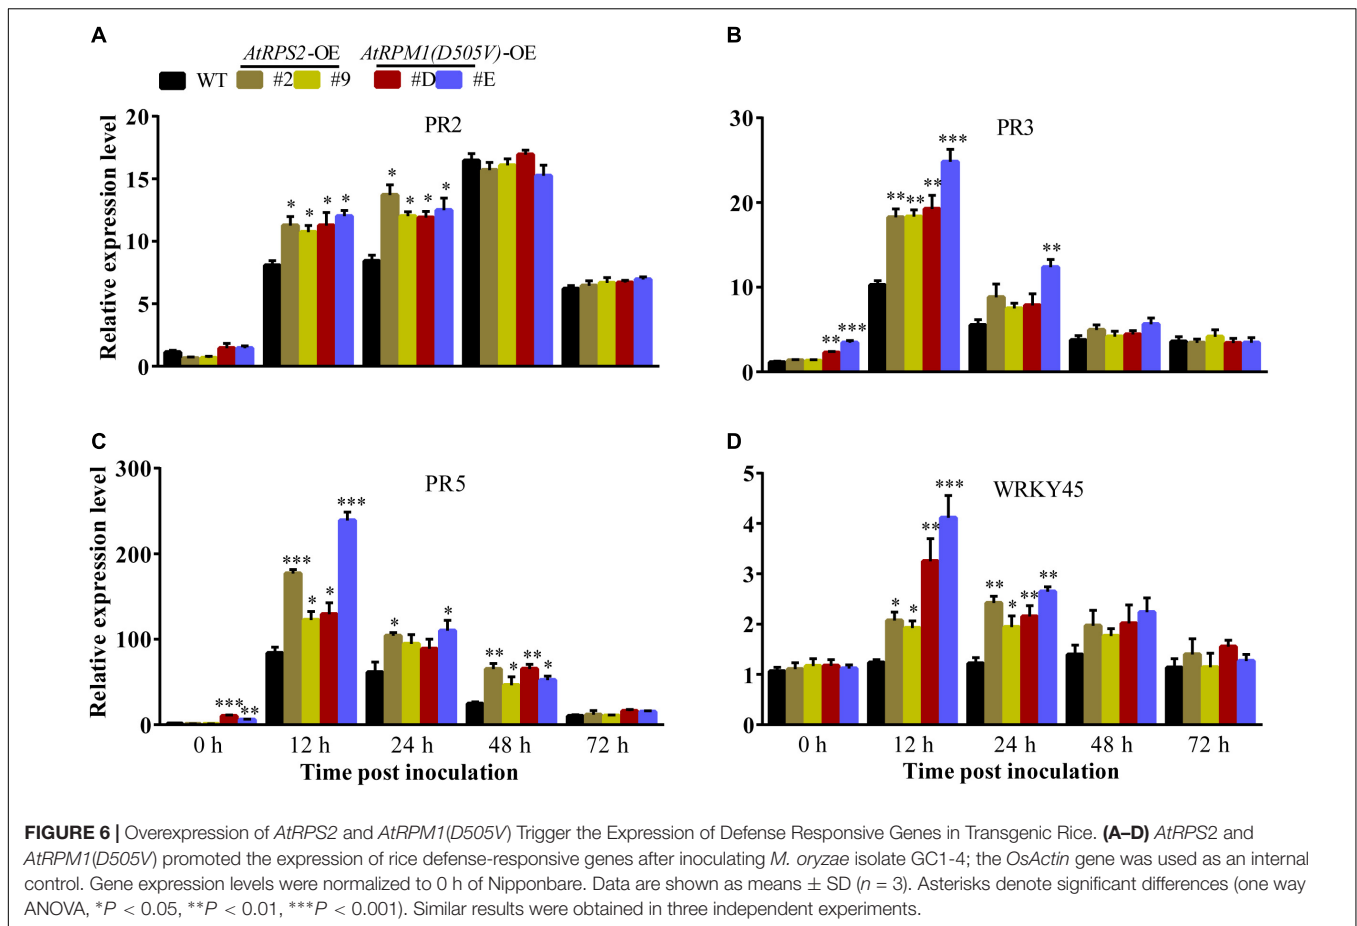 A
AtRPS2-OE AtRPM1(D505V)-OE
WT #2 #9 #D #E
PR2
Relative expression level
20
15
10
5
0
* * * *
* * * *
B
PR3
30
20
10
0
** ***
** ** ** ***
**
C
PR5
Relative expression level
300
200
100
0
*** **
*** * * ***
* *
** * ** *
0 h 12 h 24 h 48 h 72 h
Time post inoculation
D
WRKY45
5
4
3
2
1
0
* * ** ***
** * ** **
0 h 12 h 24 h 48 h 72 h
Time post inoculation
FIGURE 6 | Overexpression of AtRPS2 and AtRPM1(D505V) Trigger the Expression of Defense Responsive Genes in Transgenic Rice. (A–D) AtRPS2 and
AtRPM1(D505V) promoted the expression of rice defense-responsive genes after inoculating M. oryzae isolate GC1-4; the OsActin gene was used as an internal
control. Gene expression levels were normalized to 0 h of Nipponbare. Data are shown as means ± SD (n = 3). Asterisks denote significant differences (one way
ANOVA, *P < 0.05, **P < 0.01, ***P < 0.001). Similar results were obtained in three independent experiments.